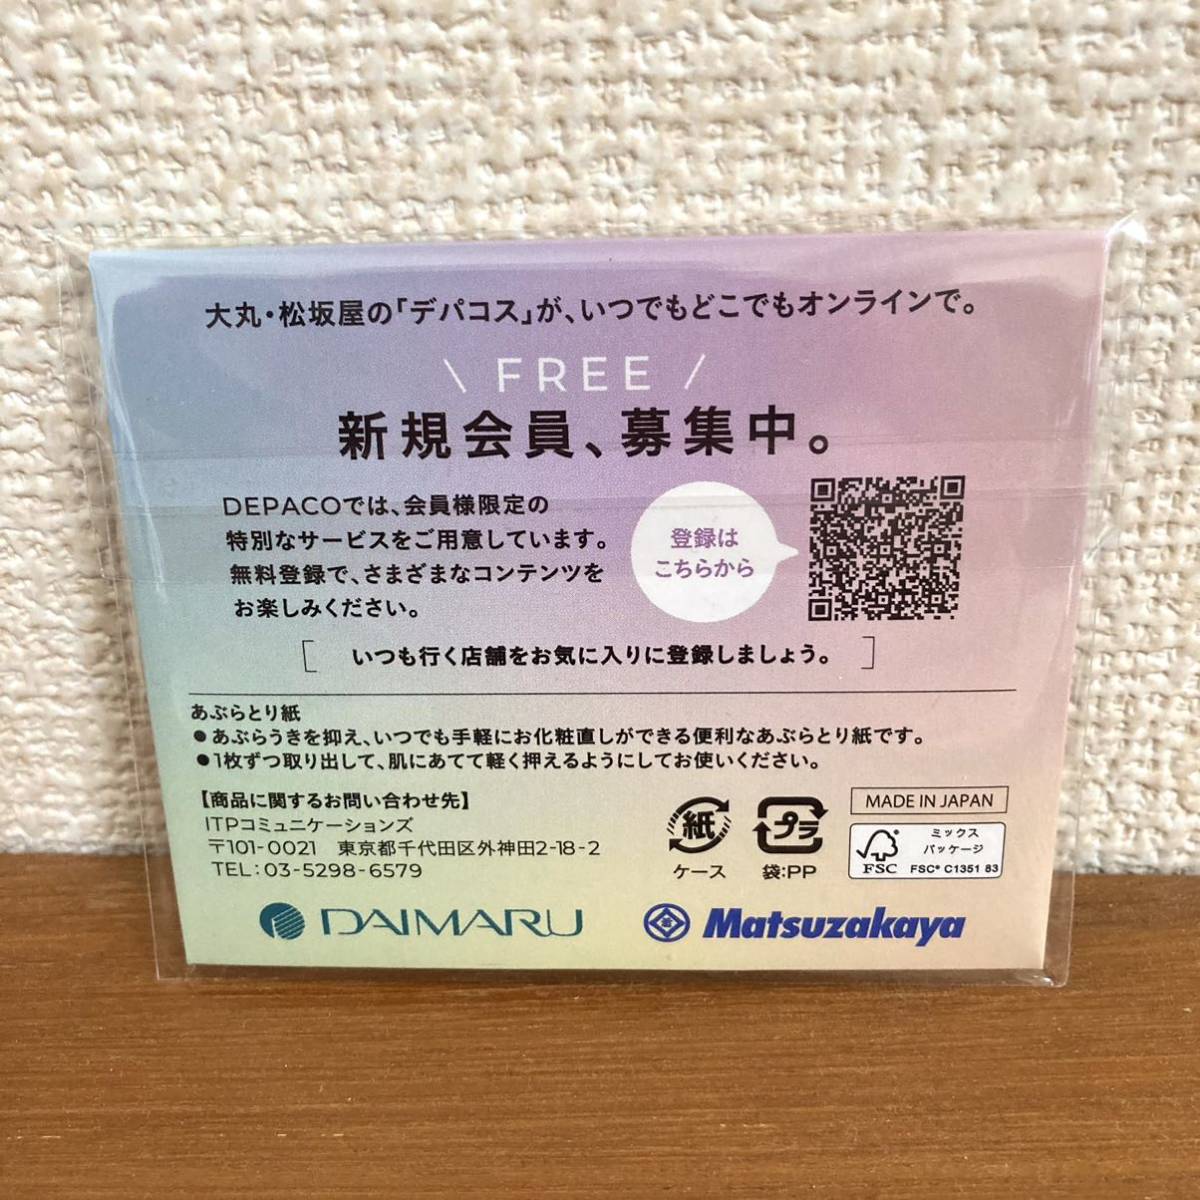 大丸・松坂屋の「デパコス」が、いつでもどこでもオンラインで。
\ FREE /
新規会員、募集中。
DEPACOでは、会員様限定の
特別なサービスをご用意しています。
無料登録で、さまざまなコンテンツを
お楽しみください。
登録は
こちらから
[ いつも行く店舗をお気に入りに登録しましょう。 ]
あぶらとり紙
●あぶらうきを抑え、いつでも手軽にお化粧直しができる便利なあぶらとり紙です。
●1枚ずつ取り出して、肌にあてて軽く押えるようにしてお使いください。
【商品に関するお問い合わせ先】
ITPコミュニケーションズ
〒101-0021 東京都千代田区外神田2-18-2
TEL:03-5298-6579
紙
ケース
プラ
袋:PP
MADE IN JAPAN
FSC
ミックス
パッケージ
FSC® C135183
DAIMARU
Matsuzakaya